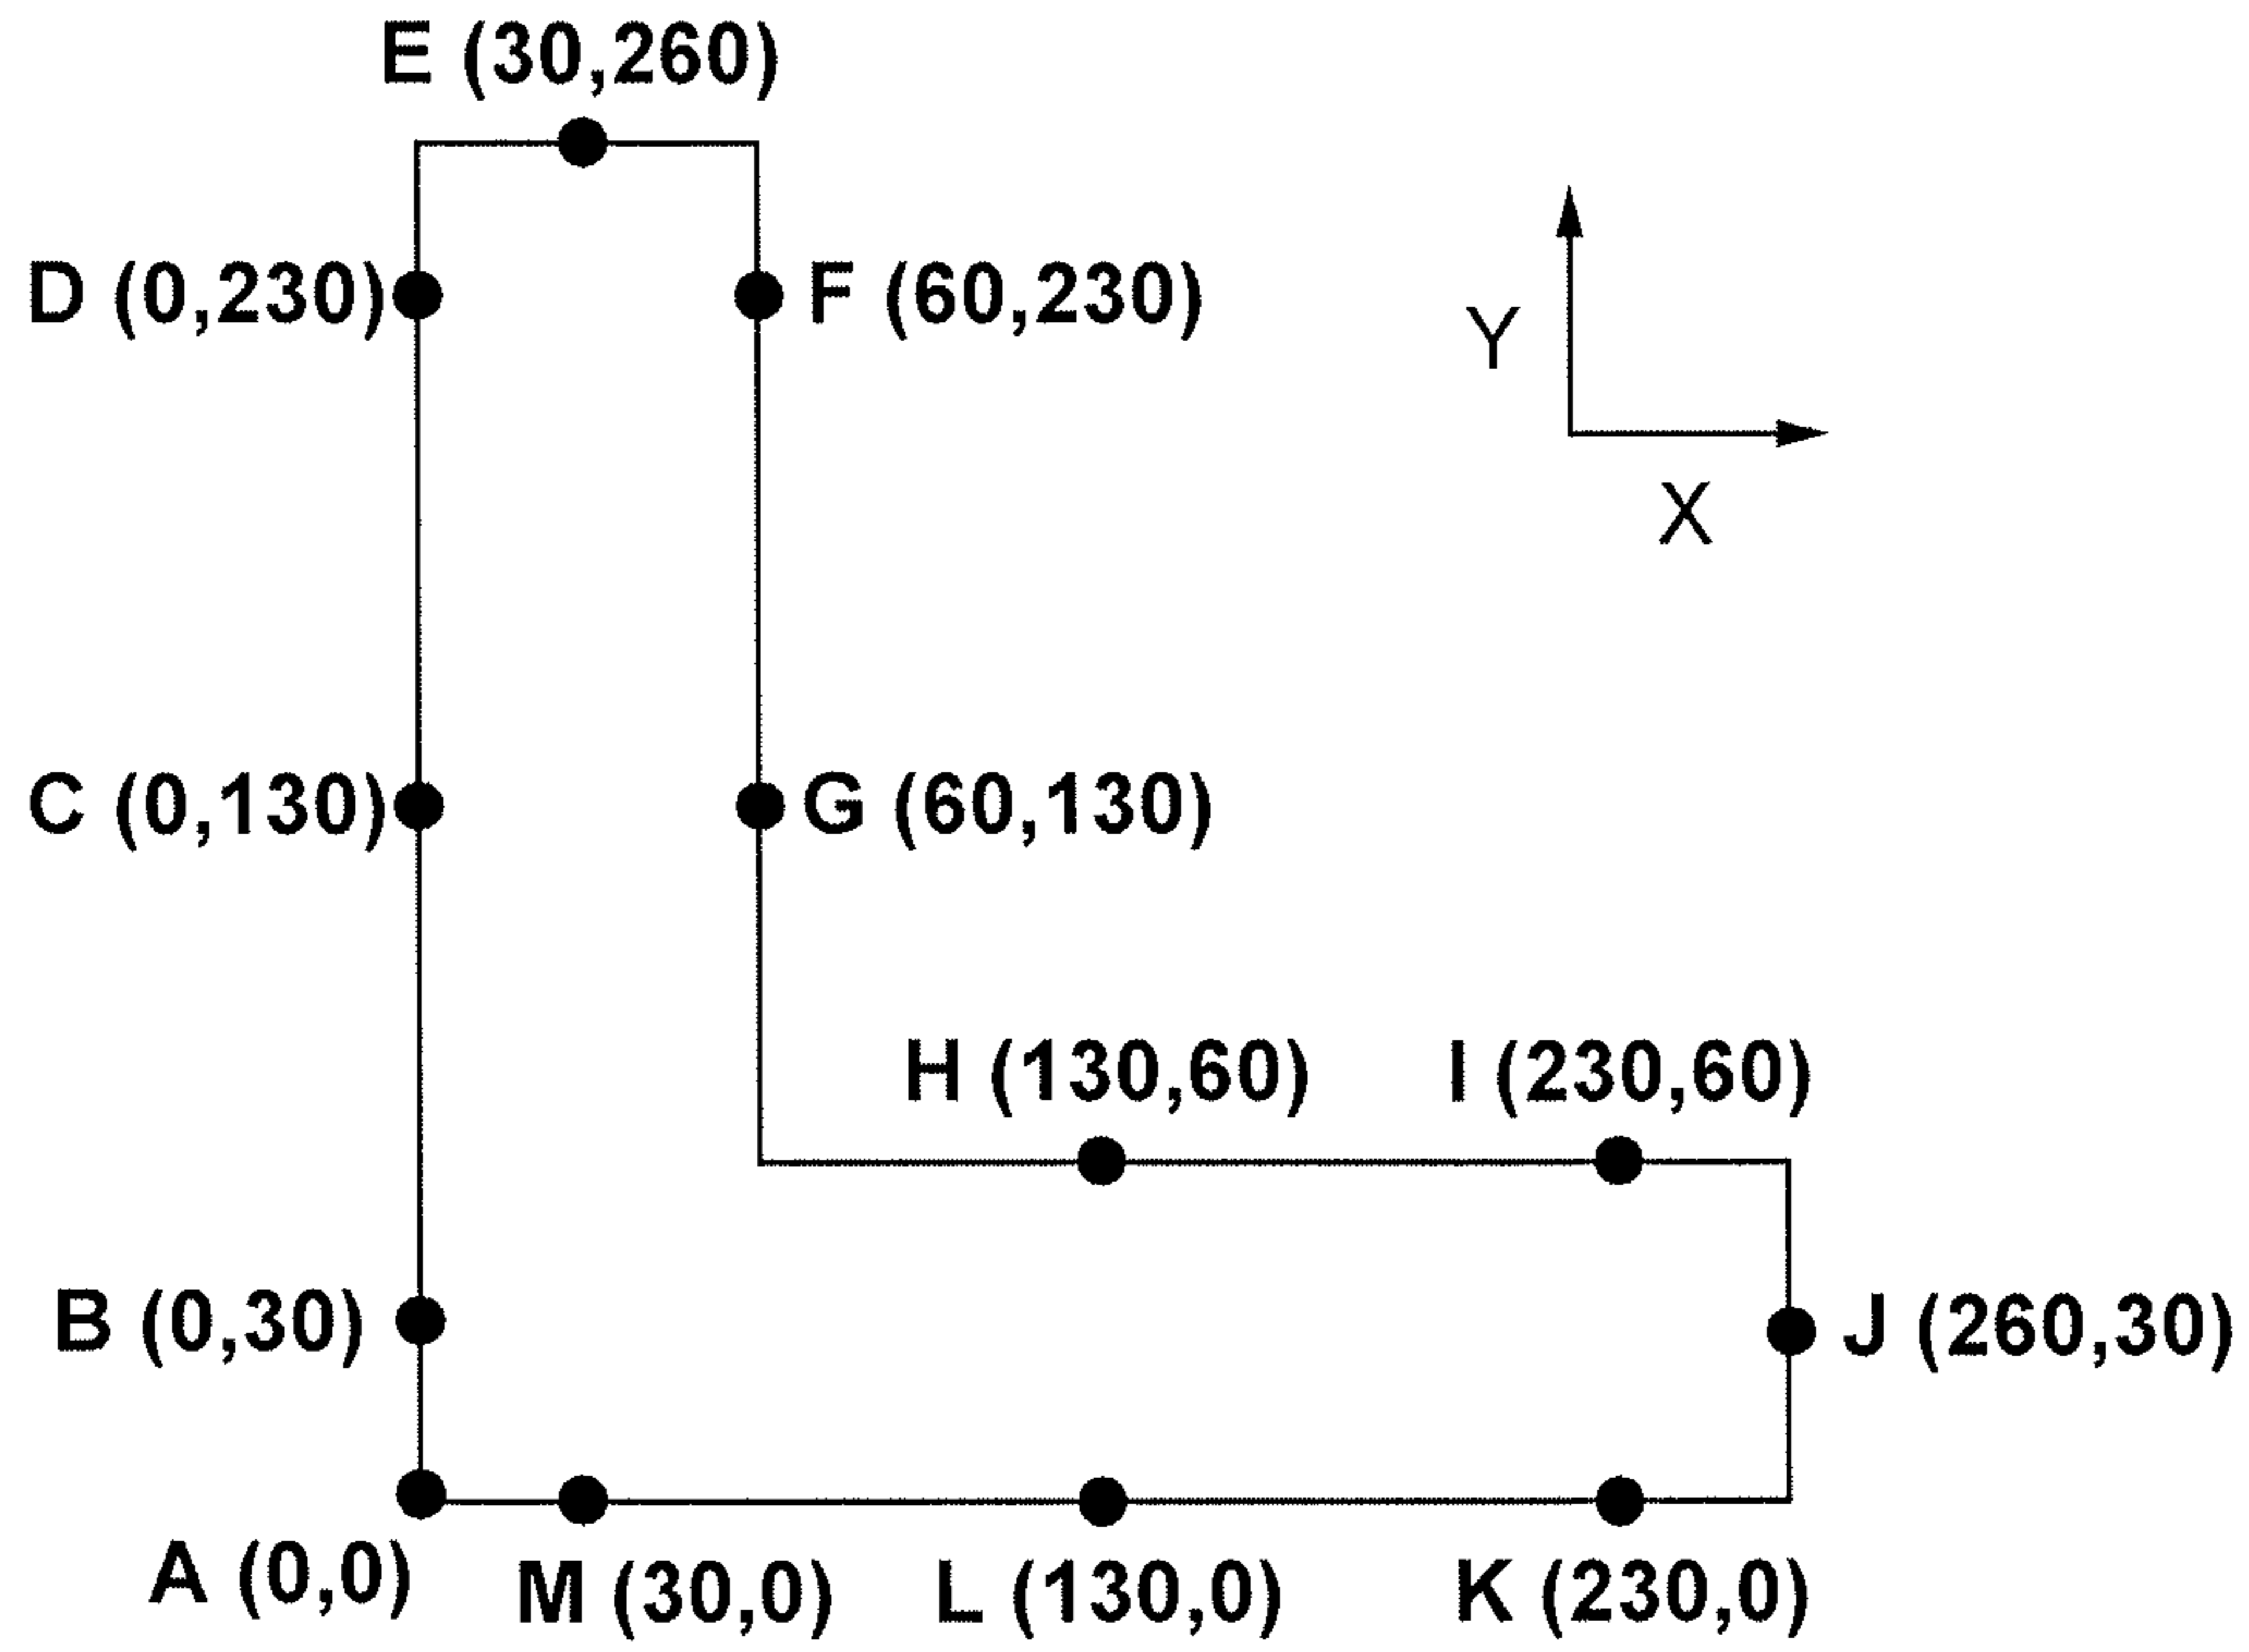 E (30,260)
D (0,230)
F (60,230)
Y
X
C (0,130)
G (60,130)
H (130,60)
I (230,60)
B (0,30)
J (260,30)
A (0,0)
M (30,0)
L (130,0)
K (230,0)